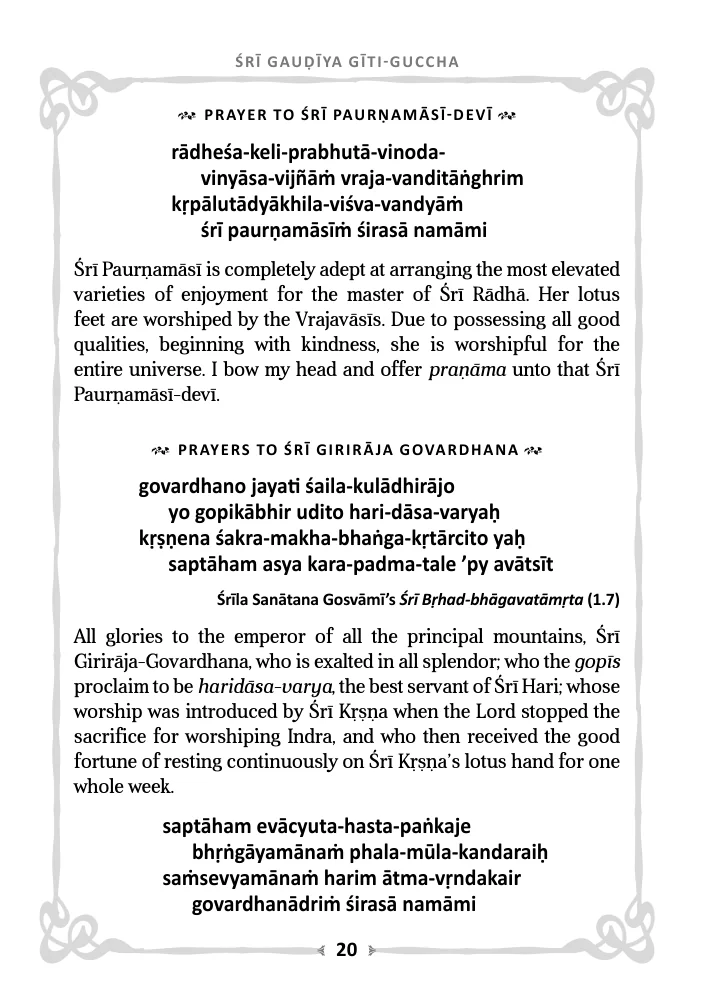 ŚRĪ GAUḌĪYA GĪTI-GUCCHA
PRAYER TO ŚRĪ PAURṆAMĀSĪ-DEVĪ
rādheśa-keli-prabhutā-vinoda-
vinyāsa-vijñāṁ vraja-vanditāṅghrim
kṛpālutādyākhila-viśva-vandyāṁ
śrī paurṇamāsīṁ śirasā namāmi
Śrī Paurṇamāsī is completely adept at arranging the most elevated
varieties of enjoyment for the master of Śrī Rādhā. Her lotus
feet are worshiped by the Vrajavāsīs. Due to possessing all good
qualities, beginning with kindness, she is worshipful for the
entire universe. I bow my head and offer praṇāma unto that Śrī
Paurṇamāsī-devī.
PRAYERS TO ŚRĪ GIRIRĀJA GOVARDHANA
govardhano jayati śaila-kulādhirājo
yo gopikābhir udito hari-dāsa-varyaḥ
kṛṣṇena śakra-makha-bhaṅga-kṛtārcito yaḥ
saptāham asya kara-padma-tale ’py avātsīt
Śrīla Sanātana Gosvāmī’s Śrī Bṛhad-bhāgavatāmṛta (1.7)
All glories to the emperor of all the principal mountains, Śrī
Girirāja-Govardhana, who is exalted in all splendor; who the gopīs
proclaim to be haridāsa-varya, the best servant of Śrī Hari; whose
worship was introduced by Śrī Kṛṣṇa when the Lord stopped the
sacrifice for worshiping Indra, and who then received the good
fortune of resting continuously on Śrī Kṛṣṇa’s lotus hand for one
whole week.
saptāham evācyuta-hasta-paṅkaje
bhṛṅgāyamānaṁ phala-mūla-kandaraiḥ
saṁsevyamānaṁ harim ātma-vṛndakair
govardhanādriṁ śirasā namāmi
20